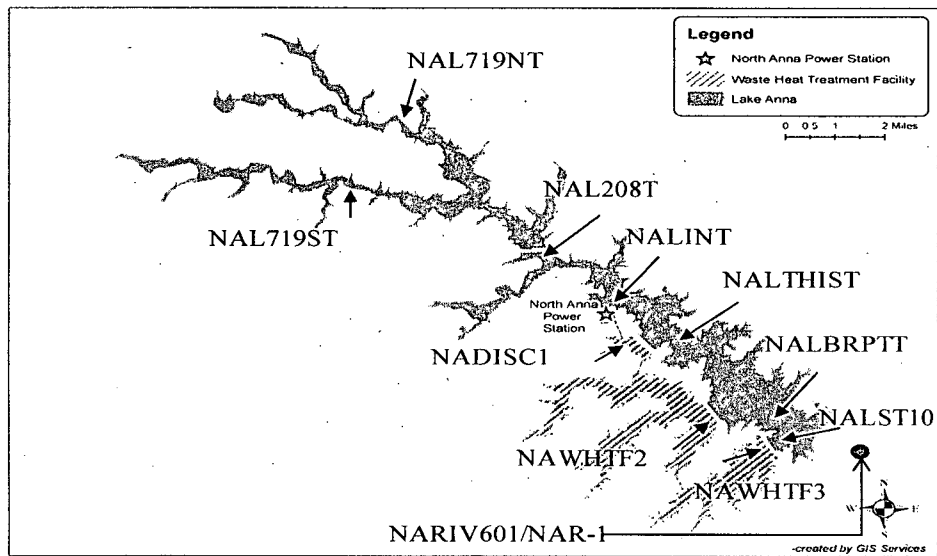 Legend
North Anna Power Station
Waste Heat Treatment Facility
Lake Anna
0 0.5 1 2 Miles
NAL719NT
NAL208T
NAL719ST
NALINT
NALTHIST
North Anna
Power
Station
NADISC1
NALBRPTT
NALST10
NAWHTF2
NAWHTF3
N
W E
S
NARIV601/NAR-1
-created by GIS Services